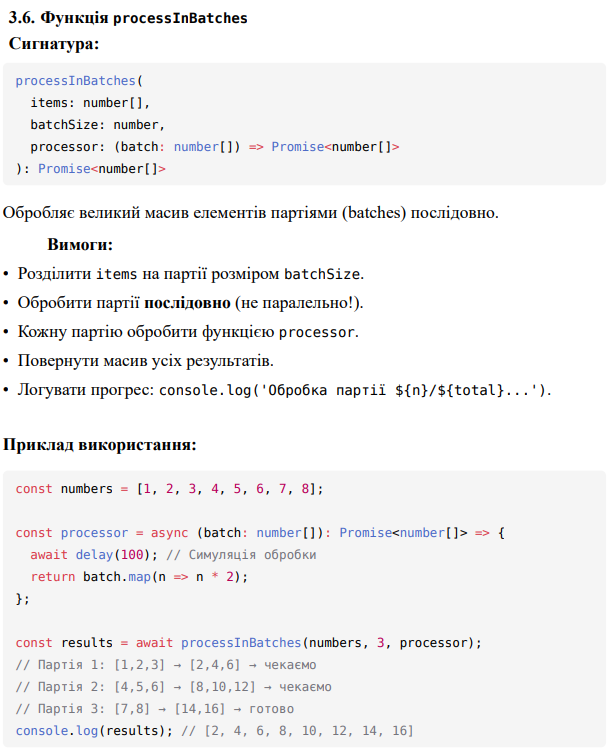 3.6. Функція processInBatches
Сигнатура:
processInBatches(
  items: number[],
  batchSize: number,
  processor: (batch: number[]) => Promise<number[]>
): Promise<number[]>
Обробляє великий масив елементів партіями (batches) послідовно.
Вимоги:
• Розділити items на партії розміром batchSize.
• Обробити партії послідовно (не паралельно!).
• Кожну партію обробити функцією processor.
• Повернути масив усіх результатів.
• Логувати прогрес: console.log('Обробка партії ${n}/${total}...').
Приклад використання:
const numbers = [1, 2, 3, 4, 5, 6, 7, 8];
const processor = async (batch: number[]): Promise<number[]> => {
  await delay(100); // Симуляція обробки
  return batch.map(n => n * 2);
};
const results = await processInBatches(numbers, 3, processor);
// Партія 1: [1,2,3] → [2,4,6] → чекаємо
// Партія 2: [4,5,6] → [8,10,12] → чекаємо
// Партія 3: [7,8] → [14,16] → готово
console.log(results); // [2, 4, 6, 8, 10, 12, 14, 16]